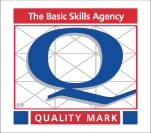 The Basic Skills Agency
Q
QUALITY MARK